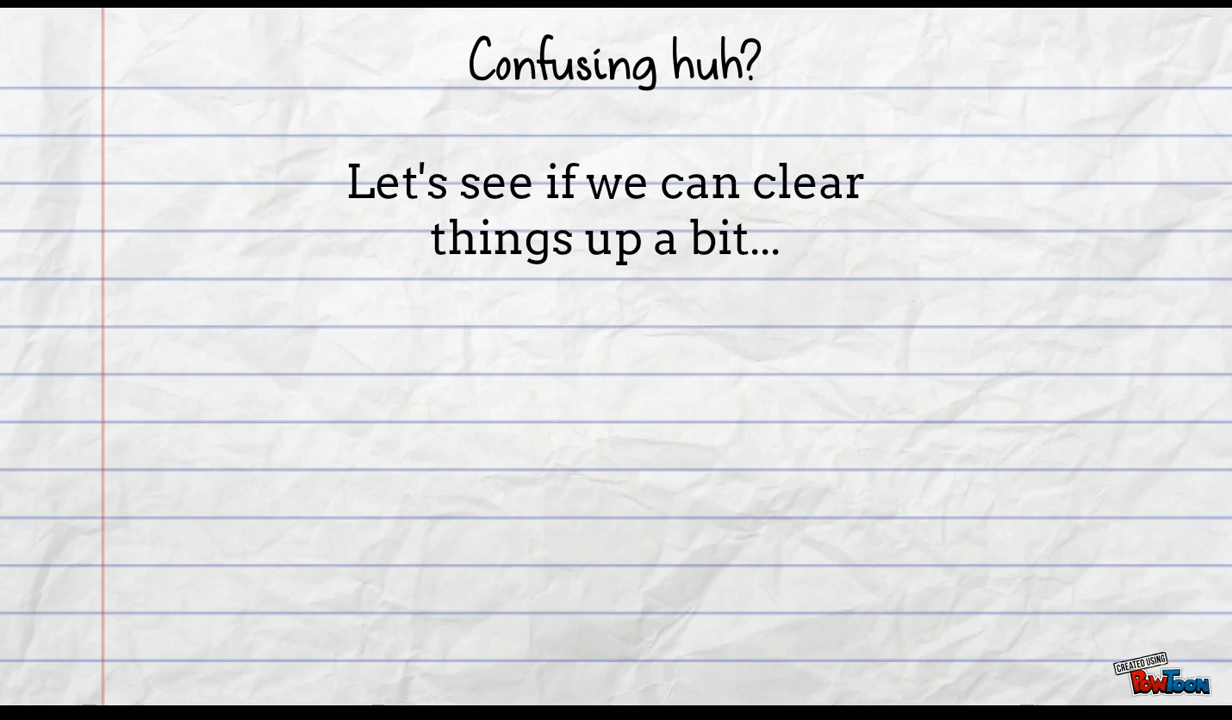 Confusing huh?
Let's see if we can clear
things up a bit...
CREATED USING
POWTOON